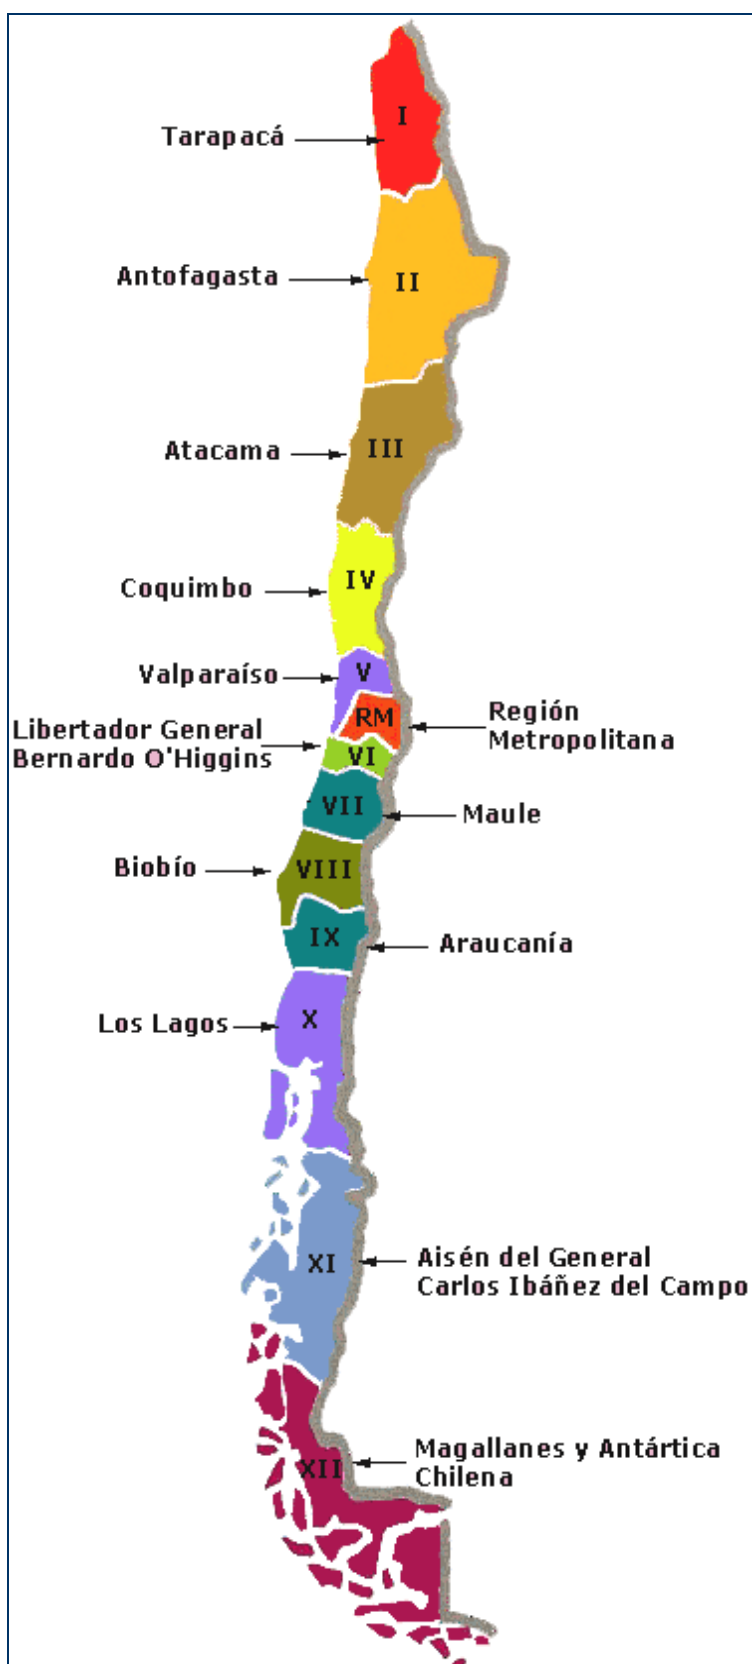 I
Tarapacá
Antofagasta
II
Atacama
III
IV
Coquimbo
V
Valparaíso
RM
Región
Metropolitana
Libertador General
Bernardo O'Higgins
VI
VII
Maule
VIII
Biobío
IX
Araucanía
X
Los Lagos
XI
Aisén del General
Carlos Ibáñez del Campo
XII
Magallanes y Antártica
Chilena